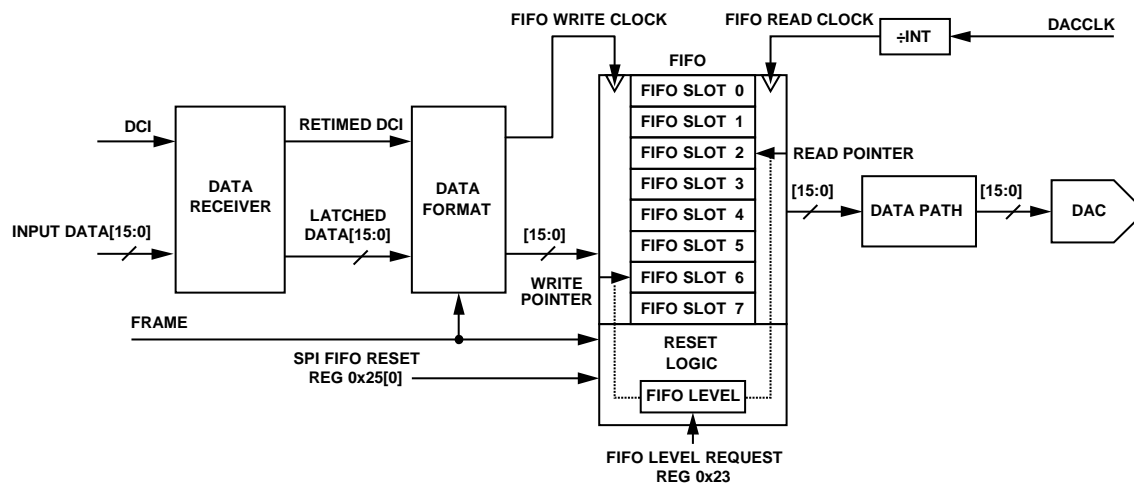 FIFO WRITE CLOCK
FIFO READ CLOCK
DACCLK
÷INT
FIFO
FIFO SLOT 0
FIFO SLOT 1
FIFO SLOT 2
FIFO SLOT 3
FIFO SLOT 4
FIFO SLOT 5
FIFO SLOT 6
FIFO SLOT 7
DCI
RETIMED DCI
READ POINTER
DATA
RECEIVER
DATA
FORMAT
INPUT DATA[15:0]
LATCHED
DATA[15:0]
[15:0]
WRITE
POINTER
[15:0]
DATA PATH
[15:0]
DAC
FRAME
RESET
LOGIC
SPI FIFO RESET
REG 0x25[0]
FIFO LEVEL
FIFO LEVEL REQUEST
REG 0x23